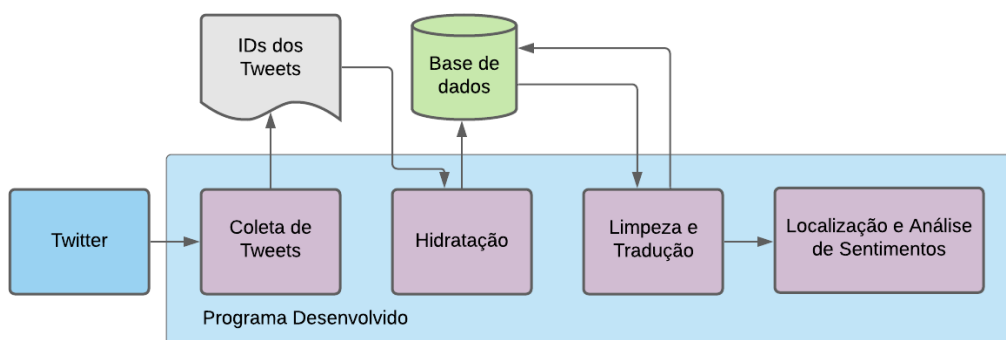 IDs dos
Tweets
Base de
dados
Twitter
Coleta de
Tweets
Hidratação
Limpeza e
Tradução
Localização e Análise
de Sentimentos
Programa Desenvolvido